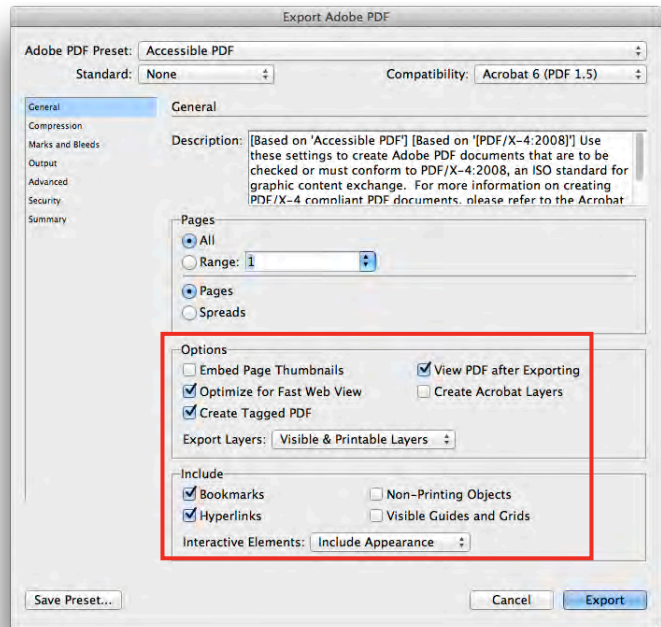 Export Adobe PDF
Adobe PDF Preset: Accessible PDF
Standard: None Compatibility: Acrobat 6 (PDF 1.5)
General
Compression
Marks and Bleeds
Output
Advanced
Security
Summary
General
Description: [Based on 'Accessible PDF'] [Based on '[PDF/X-4:2008]'] Use
these settings to create Adobe PDF documents that are to be
checked or must conform to PDF/X-4:2008, an ISO standard for
graphic content exchange. For more information on creating
PDF/X-4 compliant PDF documents, please refer to the Acrobat
Pages
All
Range: 1
Pages
Spreads
Options
Embed Page Thumbnails View PDF after Exporting
Optimize for Fast Web View Create Acrobat Layers
Create Tagged PDF
Export Layers: Visible & Printable Layers
Include
Bookmarks Non-Printing Objects
Hyperlinks Visible Guides and Grids
Interactive Elements: Include Appearance
Save Preset... Cancel Export